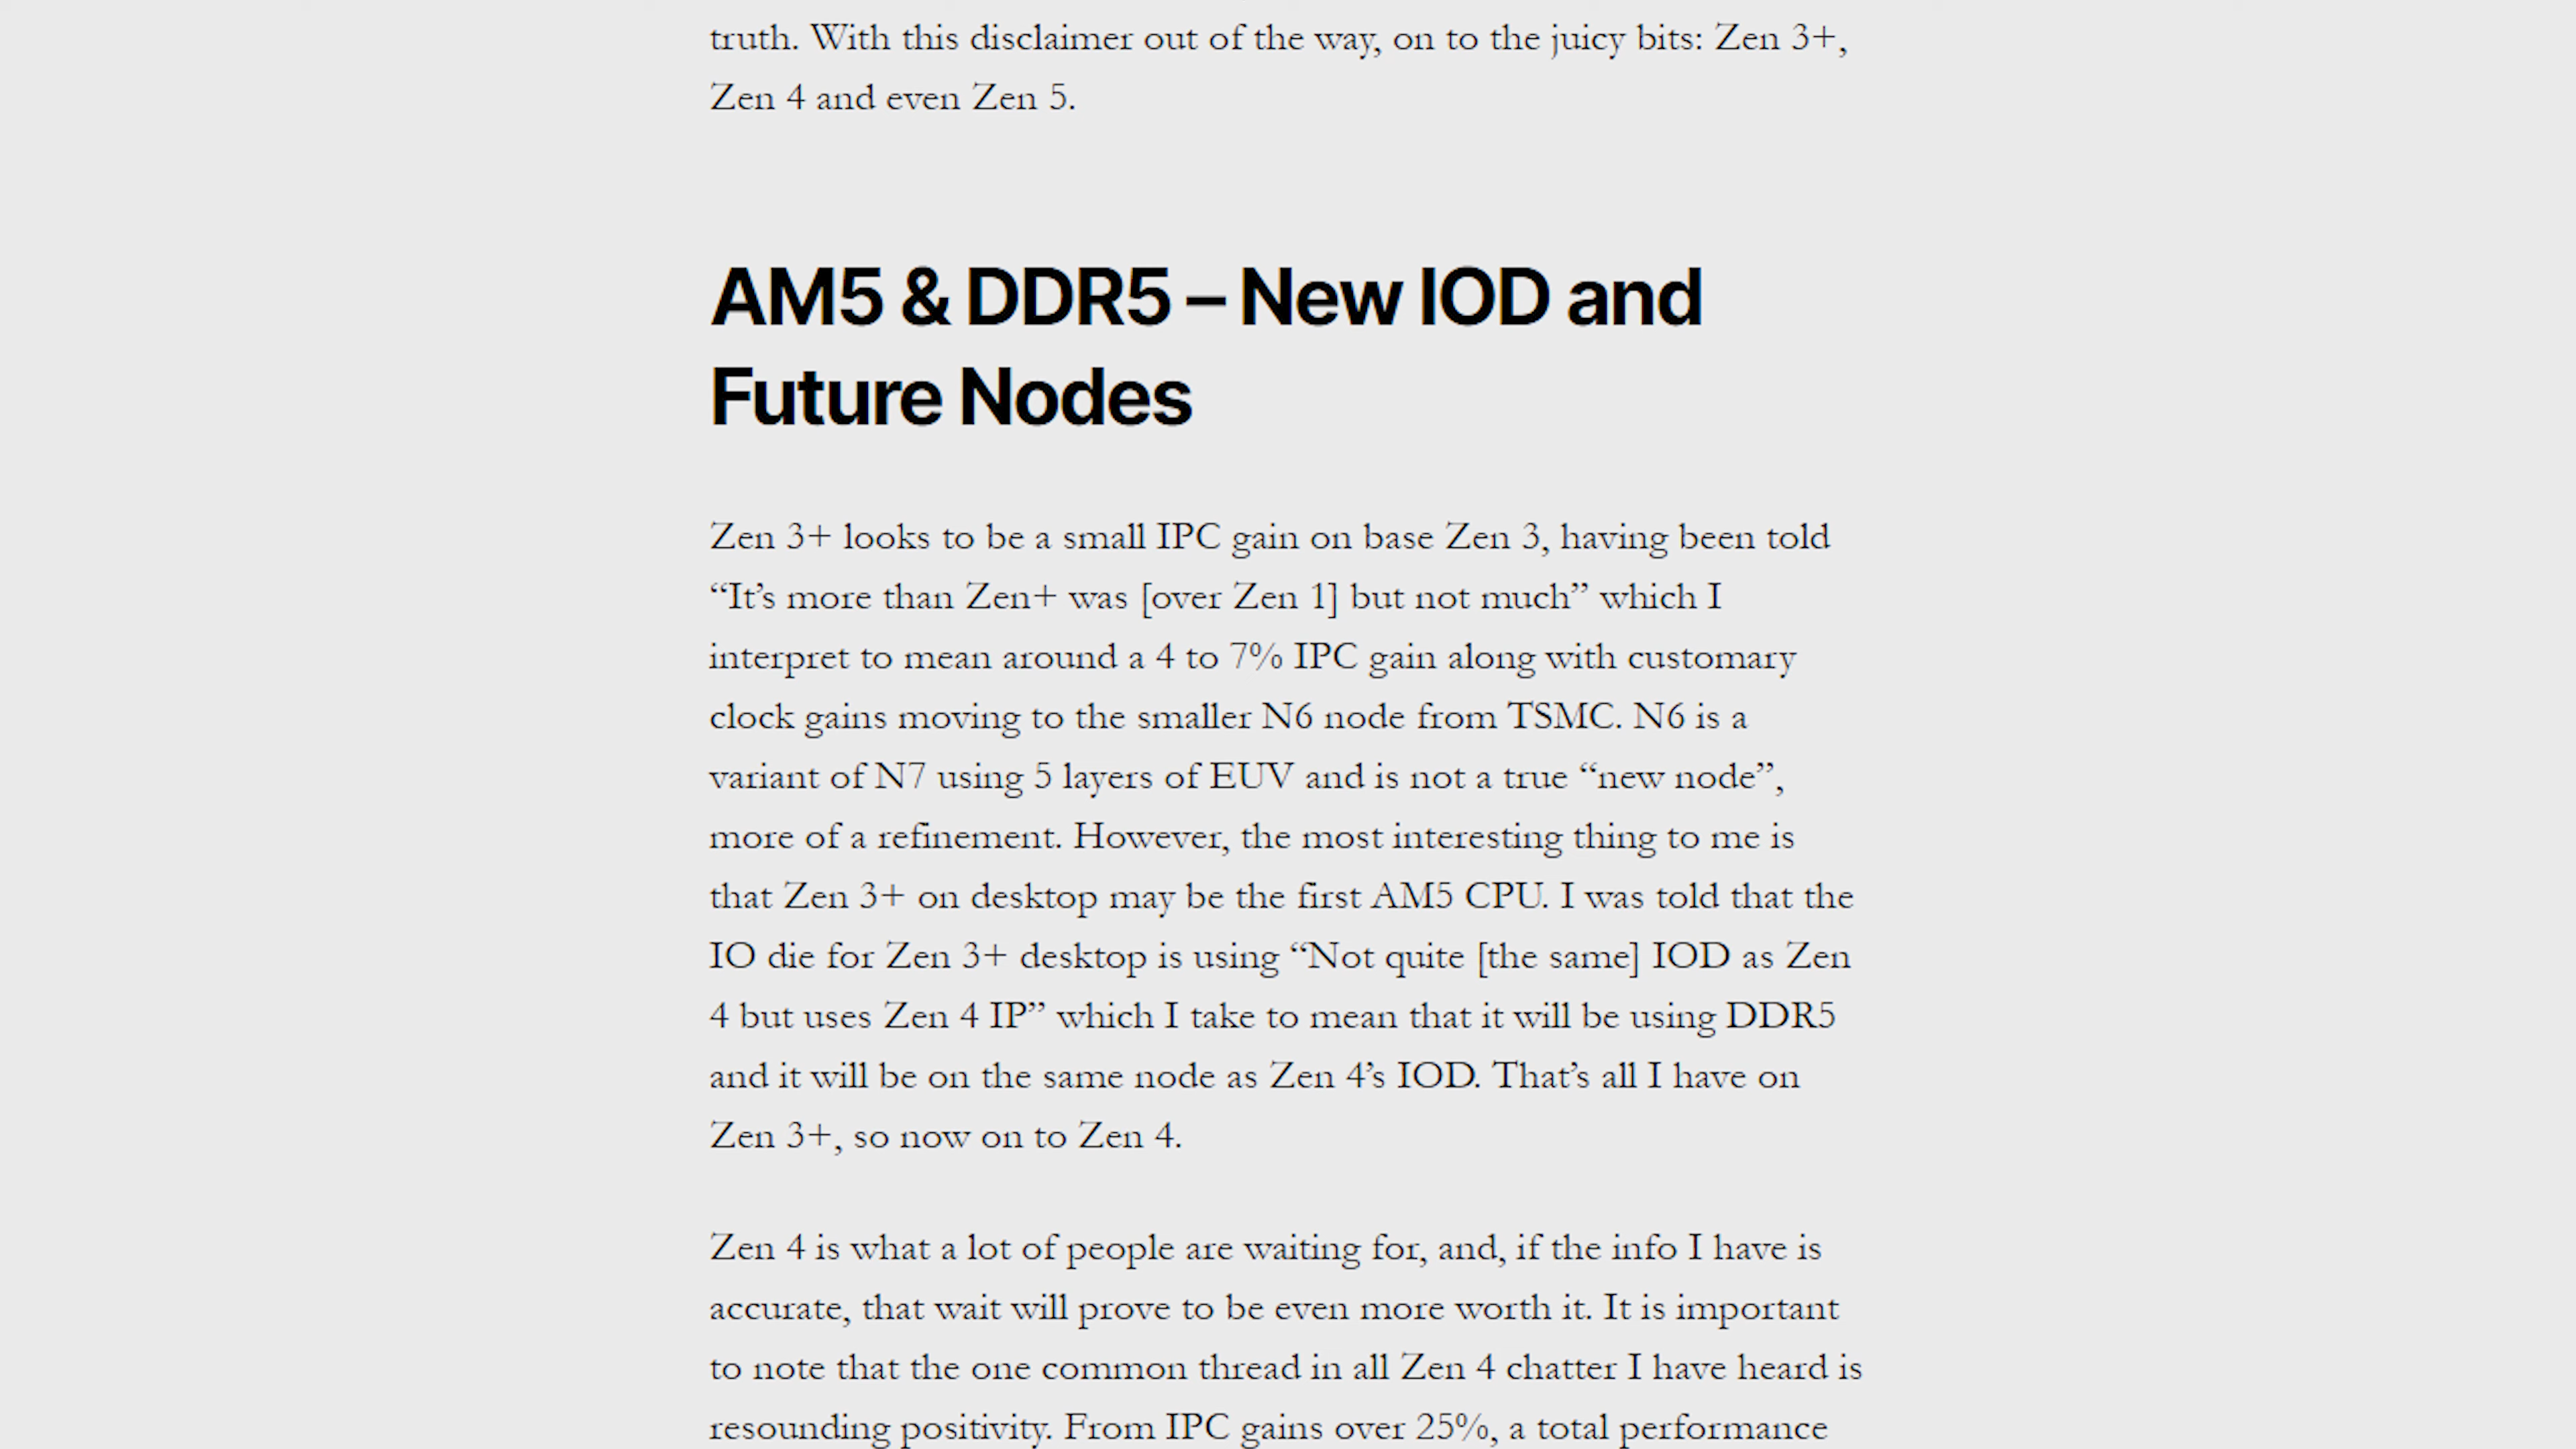 truth. With this disclaimer out of the way, on to the juicy bits: Zen 3+,
Zen 4 and even Zen 5.
AM5 & DDR5 – New IOD and
Future Nodes
Zen 3+ looks to be a small IPC gain on base Zen 3, having been told
“It’s more than Zen+ was [over Zen 1] but not much” which I
interpret to mean around a 4 to 7% IPC gain along with customary
clock gains moving to the smaller N6 node from TSMC. N6 is a
variant of N7 using 5 layers of EUV and is not a true “new node”,
more of a refinement. However, the most interesting thing to me is
that Zen 3+ on desktop may be the first AM5 CPU. I was told that the
IO die for Zen 3+ desktop is using “Not quite [the same] IOD as Zen
4 but uses Zen 4 IP” which I take to mean that it will be using DDR5
and it will be on the same node as Zen 4’s IOD. That’s all I have on
Zen 3+, so now on to Zen 4.
Zen 4 is what a lot of people are waiting for, and, if the info I have is
accurate, that wait will prove to be even more worth it. It is important
to note that the one common thread in all Zen 4 chatter I have heard is
resounding positivity. From IPC gains over 25%, a total performance